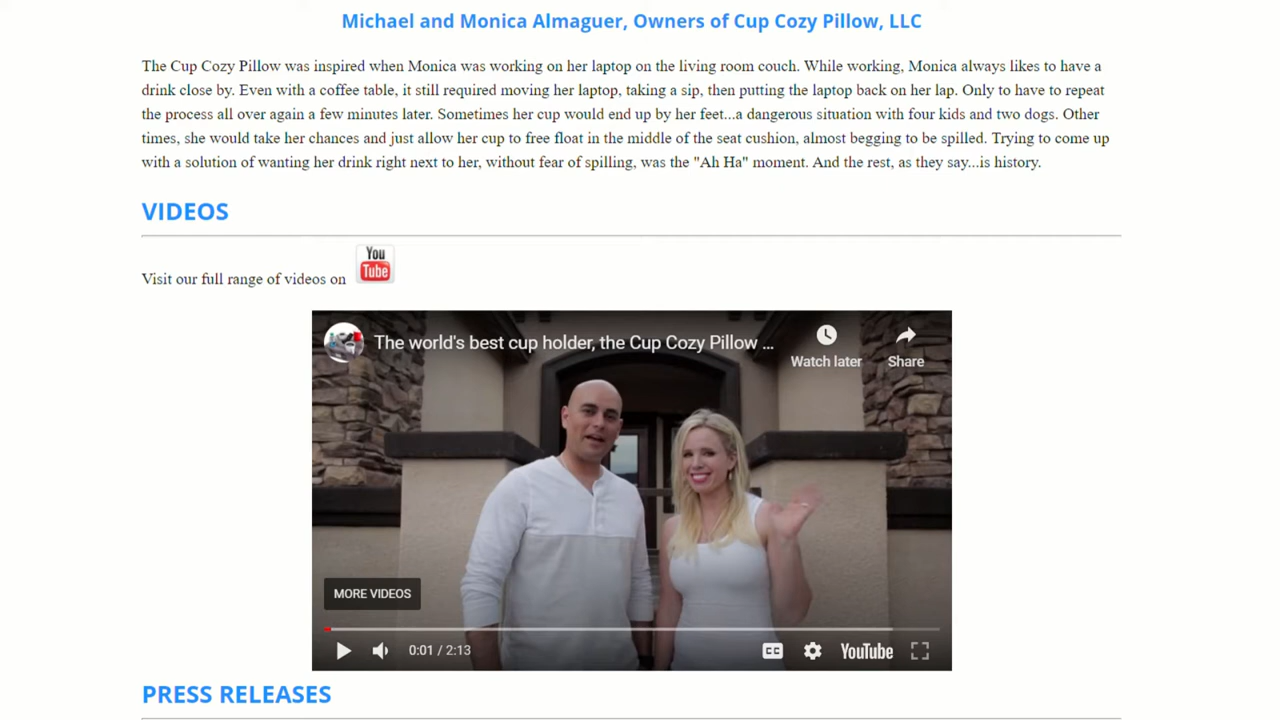 Michael and Monica Almaguer, Owners of Cup Cozy Pillow, LLC
The Cup Cozy Pillow was inspired when Monica was working on her laptop on the living room couch. While working, Monica always likes to have a
drink close by. Even with a coffee table, it still required moving her laptop, taking a sip, then putting the laptop back on her lap. Only to have to repeat
the process all over again a few minutes later. Sometimes her cup would end up by her feet...a dangerous situation with four kids and two dogs. Other
times, she would take her chances and just allow her cup to free float in the middle of the seat cushion, almost begging to be spilled. Trying to come up
with a solution of wanting her drink right next to her, without fear of spilling, was the "Ah Ha" moment. And the rest, as they say...is history.
VIDEOS
Visit our full range of videos on
You
Tube
The world's best cup holder, the Cup Cozy Pillow ...
Watch later
Share
MORE VIDEOS
0:01 / 2:13
CC
YouTube
PRESS RELEASES